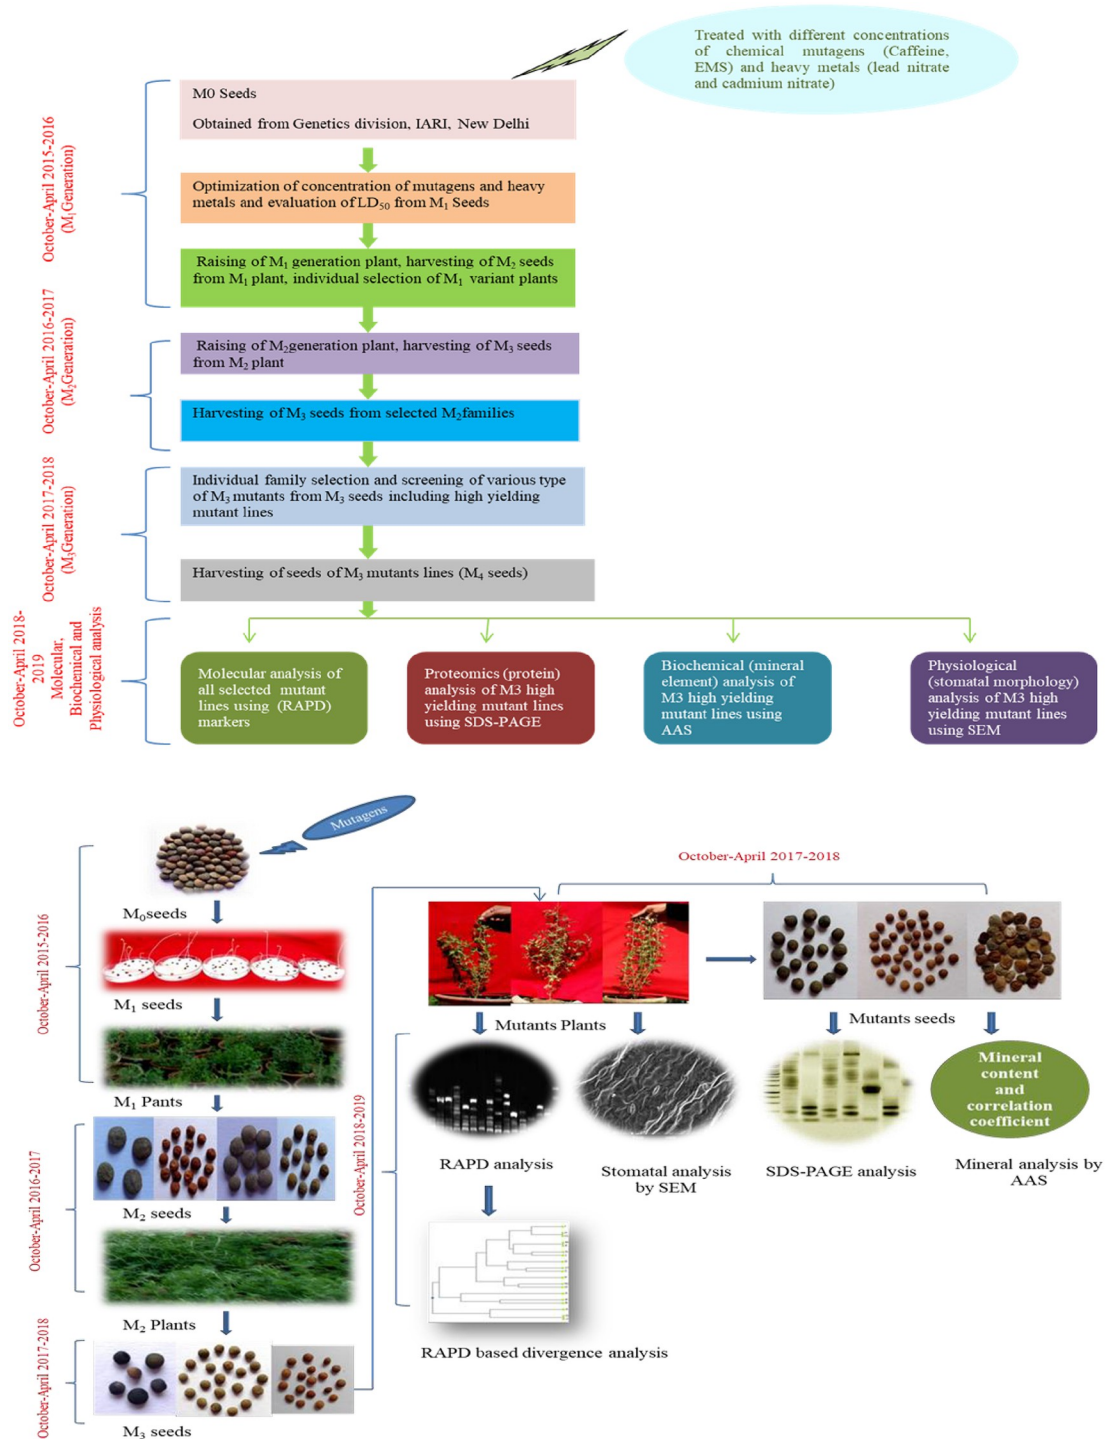 Treated with different concentrations
of chemical mutagens (Caffeine,
EMS) and heavy metals (lead nitrate
and cadmium nitrate)
M0 Seeds
Obtained from Genetics division, IARI, New Delhi
October-April 2015-2016
(M₁Generation)
Optimization of concentration of mutagens and heavy
metals and evaluation of LD₅₀ from M₁ Seeds
Raising of M₁ generation plant, harvesting of M₂ seeds
from M₁ plant, individual selection of M₁ variant plants
October-April 2016-2017
(M₂Generation)
Raising of M₂generation plant, harvesting of M₃ seeds
from M₂ plant
Harvesting of M₃ seeds from selected M₂families
October-April 2017-2018
(M₃Generation)
Individual family selection and screening of various type
of M₃ mutants from M₃ seeds including high yielding
mutant lines
Harvesting of seeds of M₃ mutants lines (M₄ seeds)
October-April 2018-
2019
Molecular,
Biochemical and
Physiological analysis
Molecular analysis of
all selected mutant
lines using (RAPD)
markers
Proteomics (protein)
analysis of M3 high
yielding mutant lines
using SDS-PAGE
Biochemical (mineral
element) analysis of
M3 high yielding
mutant lines using
AAS
Physiological
(stomatal morphology)
analysis of M3 high
yielding mutant lines
using SEM
Mutagens
October-April 2015-2016
M₀seeds
M₁ seeds
M₁ Pants
October-April 2016-2017
M₂ seeds
M₂ Plants
October-April 2017-2018
M₃ seeds
October-April 2017-2018
Mutants Plants
Mutants seeds
October-April 2018-2019
RAPD analysis
Stomatal analysis
by SEM
SDS-PAGE analysis
Mineral
content
and
correlation
coefficient
Mineral analysis by
AAS
RAPD based divergence analysis